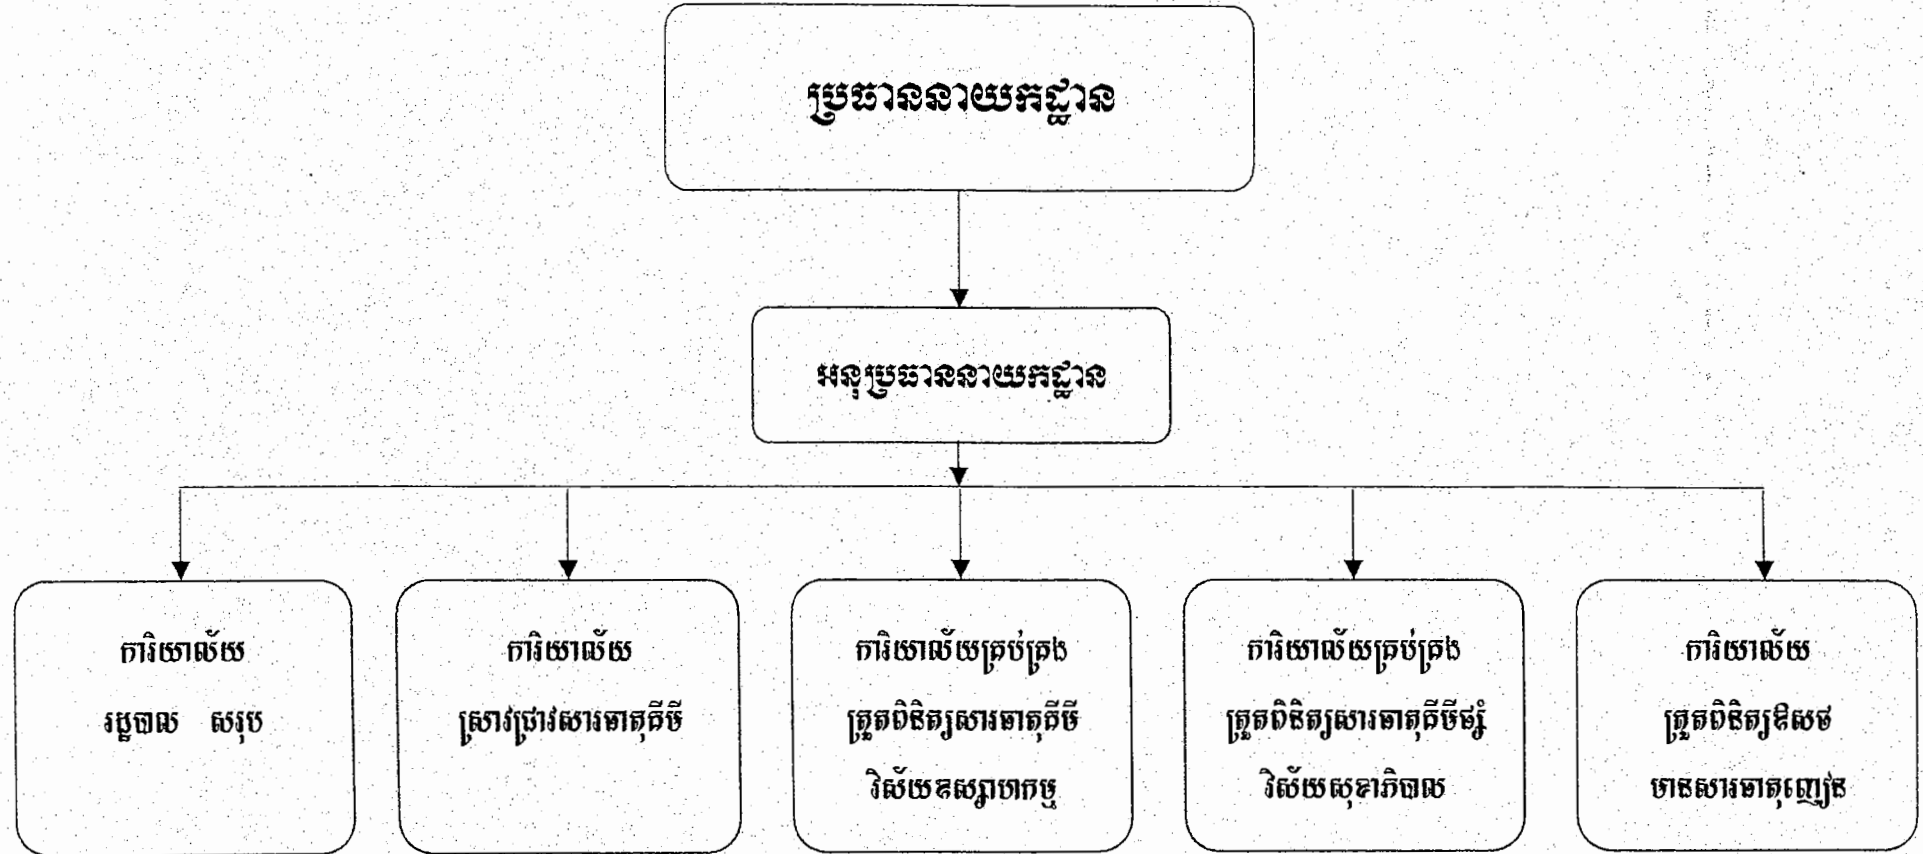 ប្រធាននាយកដ្ឋាន
អនុប្រធាននាយកដ្ឋាន
ការិយាល័យ
រដ្ឋបាល សរុប
ការិយាល័យ
ស្រាវជ្រាវសារធាតុគីមី
ការិយាល័យគ្រប់គ្រង
ត្រួតពិនិត្យសារធាតុគីមី
វិស័យឧស្សាហកម្ម
ការិយាល័យគ្រប់គ្រង
ត្រួតពិនិត្យសារធាតុគីមីផ្សំ
វិស័យសុខាភិបាល
ការិយាល័យ
ត្រួតពិនិត្យឱសថ
មានសារធាតុញៀន